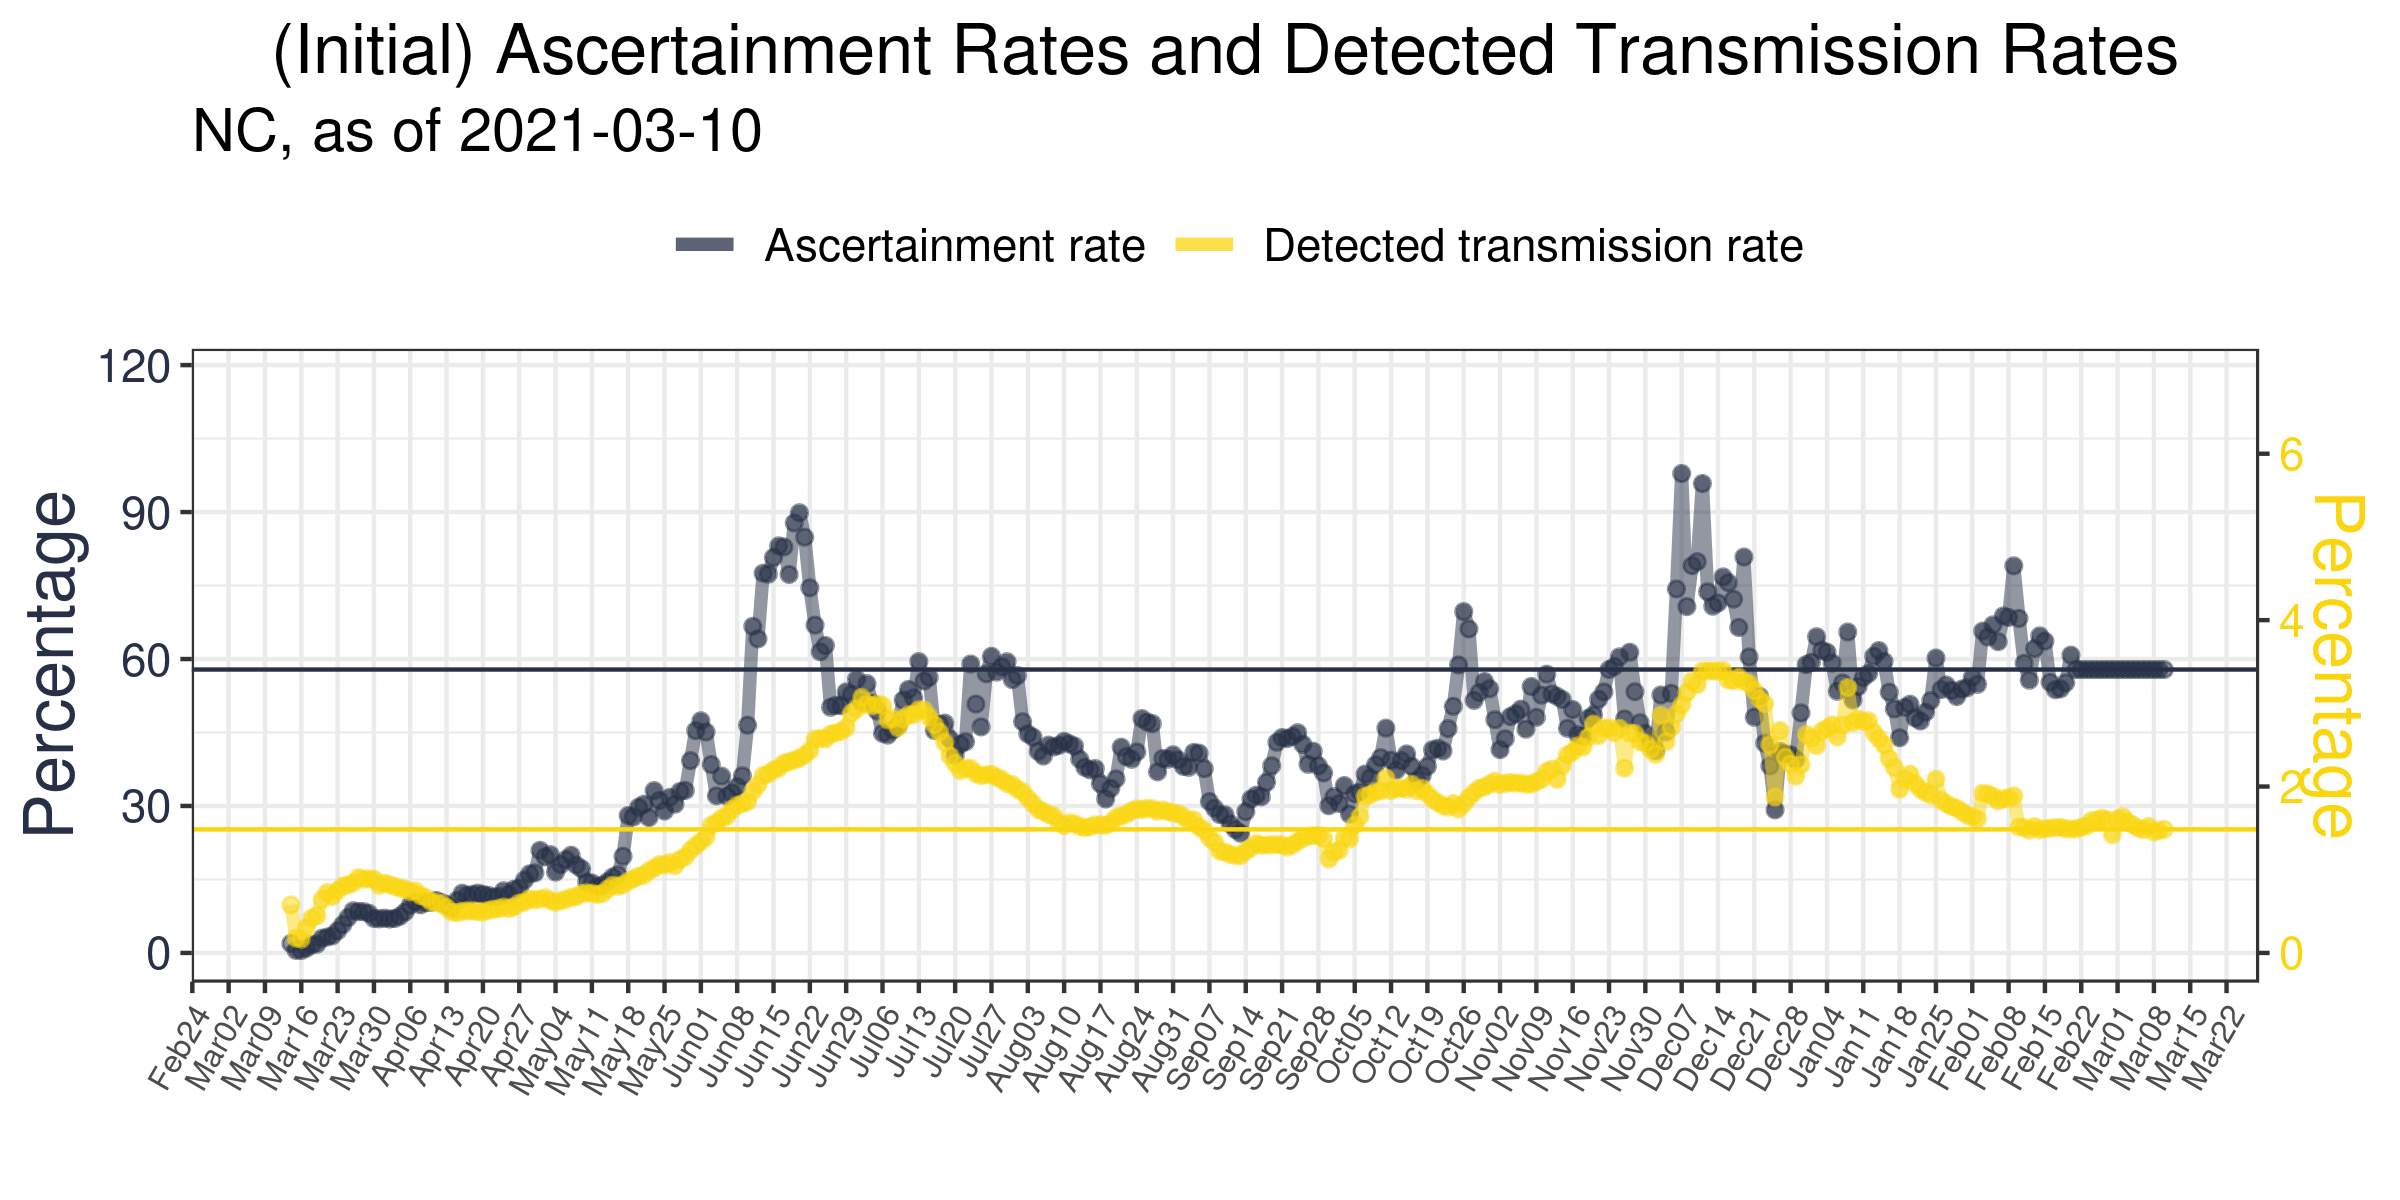 (Initial) Ascertainment Rates and Detected Transmission Rates
NC, as of 2021-03-10
Ascertainment rate
Detected transmission rate
Percentage
120
90
60
30
0
6
4
2
0
Percentage
Feb24
Mar02
Mar09
Mar16
Mar23
Mar30
Apr06
Apr13
Apr20
Apr27
May04
May11
May18
May25
Jun01
Jun08
Jun15
Jun22
Jun29
Jul06
Jul13
Jul20
Jul27
Aug03
Aug10
Aug17
Aug24
Aug31
Sep07
Sep14
Sep21
Sep28
Oct05
Oct12
Oct19
Oct26
Nov02
Nov09
Nov16
Nov23
Nov30
Dec07
Dec14
Dec21
Dec28
Jan04
Jan11
Jan18
Jan25
Feb01
Feb08
Feb15
Feb22
Mar01
Mar08
Mar15
Mar22